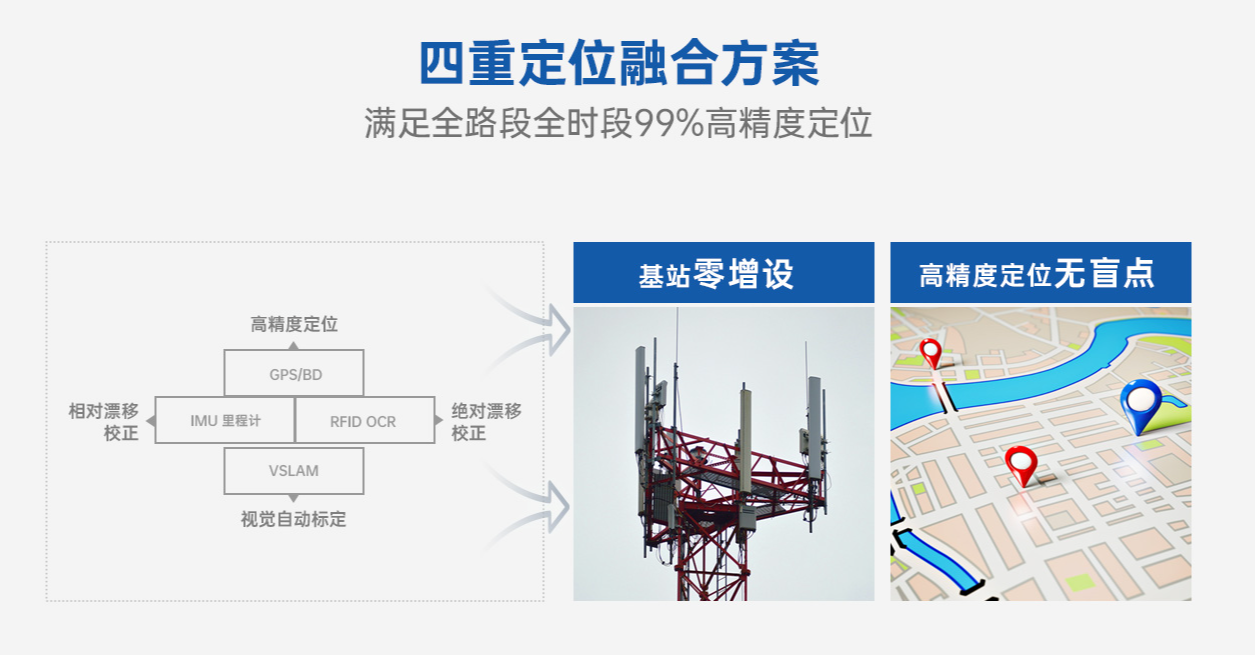 四重定位融合方案
满足全路段全时段99%高精度定位
高精度定位
GPS/BD
相对漂移
校正
IMU 里程计
RFID OCR
绝对漂移
校正
VSLAM
视觉自动标定
基站零增设
高精度定位无盲点